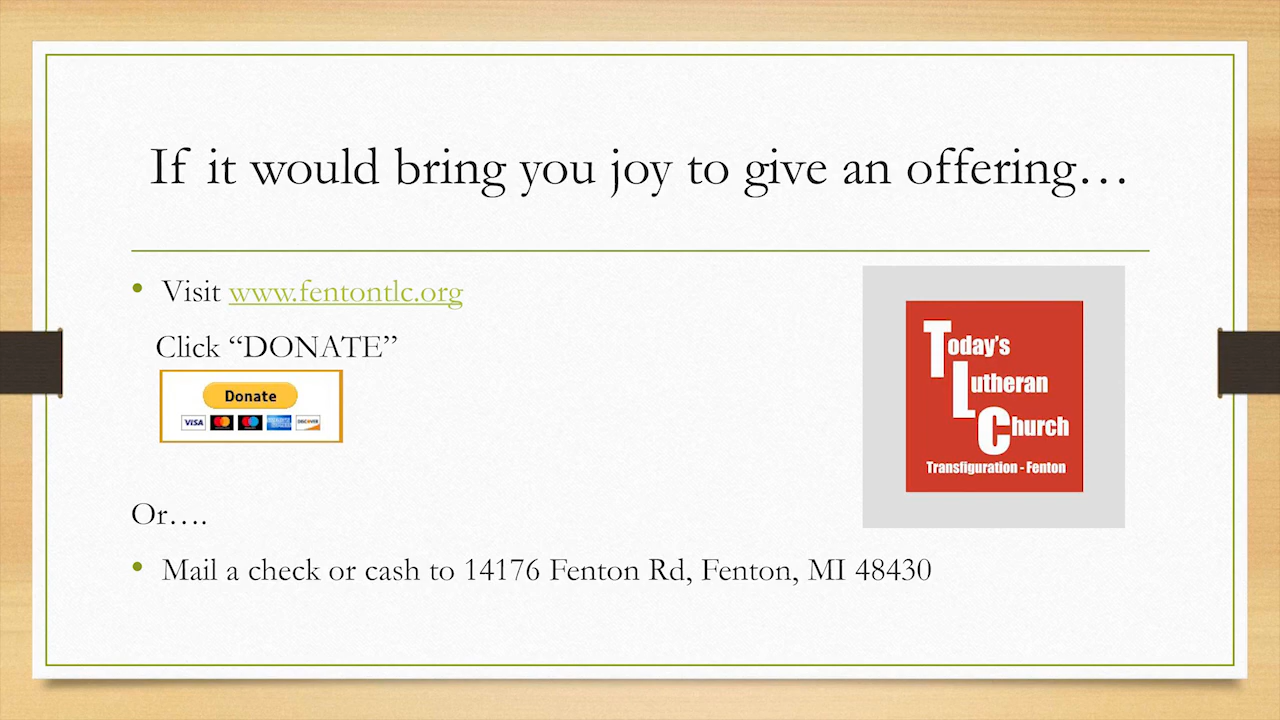 If it would bring you joy to give an offering…
• Visit www.fentontlc.org
Click “DONATE”
Donate
VISA DISCOVER
Or….
• Mail a check or cash to 14176 Fenton Rd, Fenton, MI 48430
Today's
Lutheran
Church
Transfiguration - Fenton